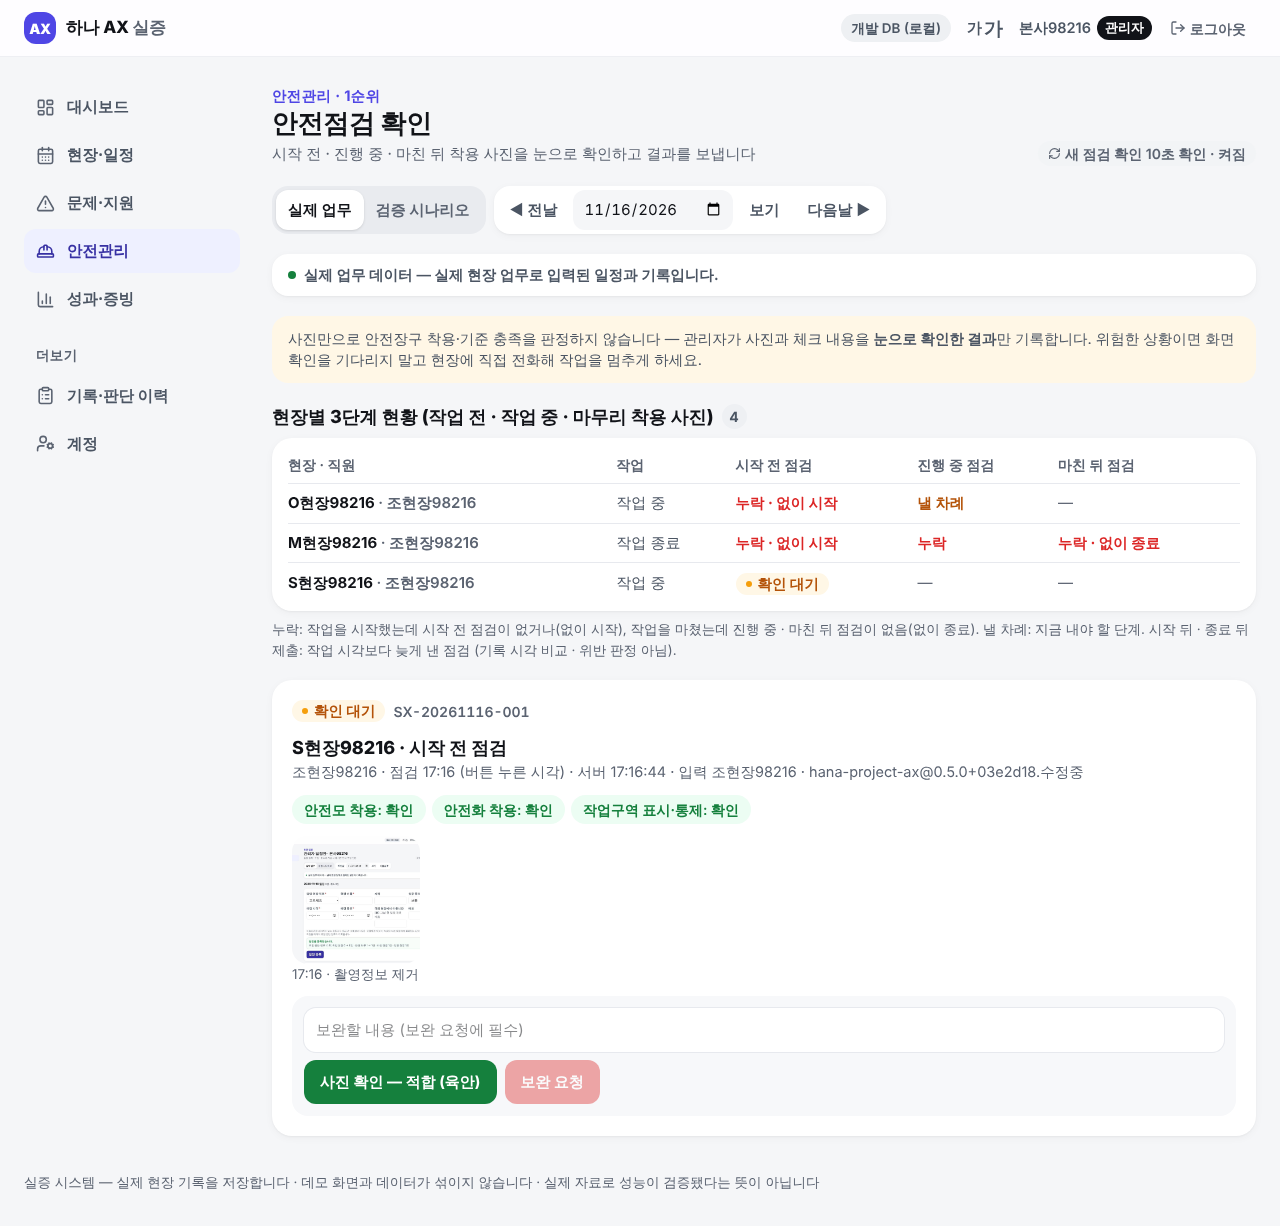 AX 하나 AX 실증
개발 DB (로컬) 가 가 본사98216 관리자 로그아웃
대시보드
현장·일정
문제·지원
안전관리
성과·증빙
더보기
기록·판단 이력
계정
안전관리 · 1순위
안전점검 확인
시작 전 · 진행 중 · 마친 뒤 착용 사진을 눈으로 확인하고 결과를 보냅니다
새 점검 확인 10초 확인 · 켜짐
실제 업무 검증 시나리오 ◀ 전날 11/16/2026 보기 다음날 ▶
실제 업무 데이터 — 실제 현장 업무로 입력된 일정과 기록입니다.
사진만으로 안전장구 착용·기준 충족을 판정하지 않습니다 — 관리자가 사진과 체크 내용을 눈으로 확인한 결과만 기록합니다. 위험한 상황이면 화면
확인을 기다리지 말고 현장에 직접 전화해 작업을 멈추게 하세요.
현장별 3단계 현황 (작업 전 · 작업 중 · 마무리 착용 사진) 4
현장 · 직원 작업 시작 전 점검 진행 중 점검 마친 뒤 점검
O현장98216 · 조현장98216 작업 중 누락 · 없이 시작 낼 차례 —
M현장98216 · 조현장98216 작업 종료 누락 · 없이 시작 누락 누락 · 없이 종료
S현장98216 · 조현장98216 작업 중 확인 대기 — —
누락: 작업을 시작했는데 시작 전 점검이 없거나(없이 시작), 작업을 마쳤는데 진행 중 · 마친 뒤 점검이 없음(없이 종료). 낼 차례: 지금 내야 할 단계. 시작 뒤 · 종료 뒤
제출: 작업 시각보다 늦게 낸 점검 (기록 시각 비교 · 위반 판정 아님).
확인 대기 SX-20261116-001
S현장98216 · 시작 전 점검
조현장98216 · 점검 17:16 (버튼 누른 시각) · 서버 17:16:44 · 입력 조현장98216 · hana-project-ax@0.5.0+03e2d18.수정중
안전모 착용: 확인 안전화 착용: 확인 작업구역 표시·통제: 확인
17:16 · 촬영정보 제거
보완할 내용 (보완 요청에 필수)
사진 확인 — 적합 (육안) 보완 요청
실증 시스템 — 실제 현장 기록을 저장합니다 · 데모 화면과 데이터가 섞이지 않습니다 · 실제 자료로 성능이 검증됐다는 뜻이 아닙니다